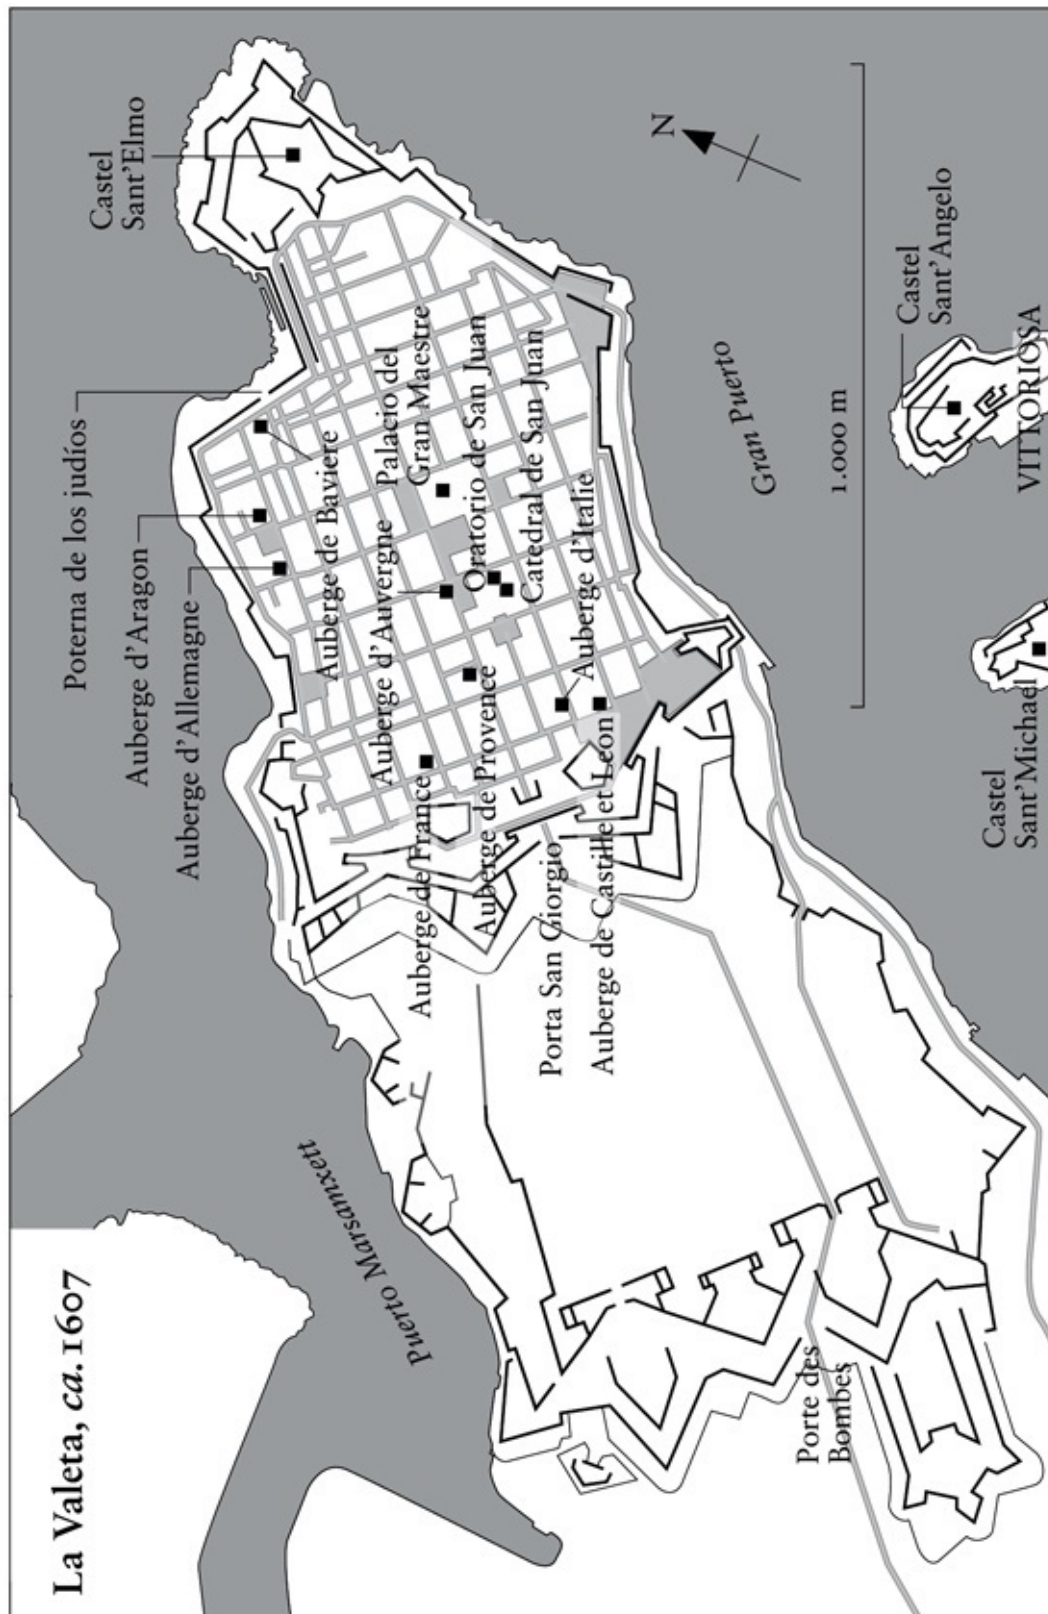 La Valeta, ca. 1607
Puerto Marsamxett
Poterna de los judíos
Auberge d'Aragon
Auberge d'Allemagne
Castel
Sant'Elmo
Auberge de Baviere
Auberge d'Auvergne
Palacio del
Gran Maestre
Auberge de France
Auberge de Provence
Oratorio de San Juan
Catedral de San Juan
Porta San Giorgio
Auberge d'Italie
Auberge de Castille et Leon
N
Gran Puerto
Porte des
Bombes
1.000 m
Castel
Sant'Angelo
Castel
Sant'Michael
VITTORIOSA